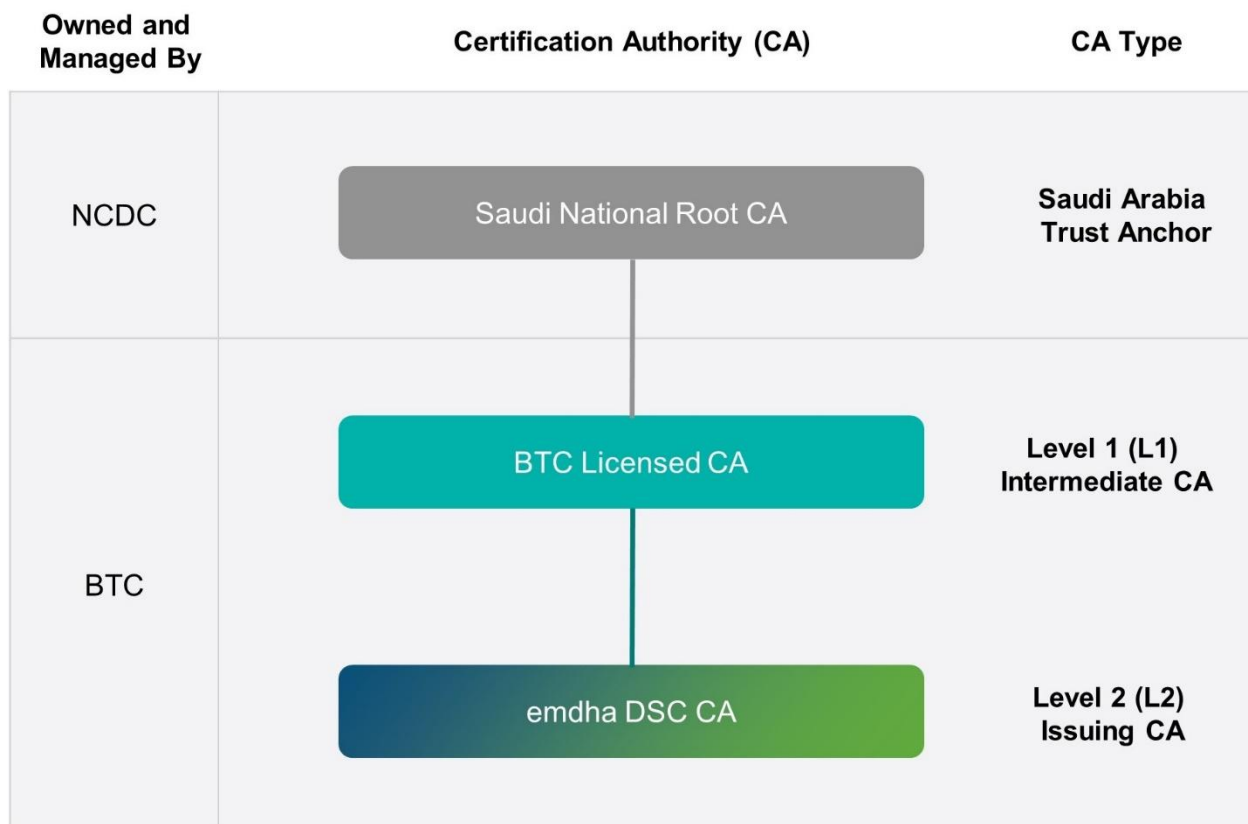 Owned and
Managed By
Certification Authority (CA)
CA Type
NCDC
Saudi National Root CA
Saudi Arabia
Trust Anchor
BTC
BTC Licensed CA
Level 1 (L1)
Intermediate CA
emdha DSC CA
Level 2 (L2)
Issuing CA